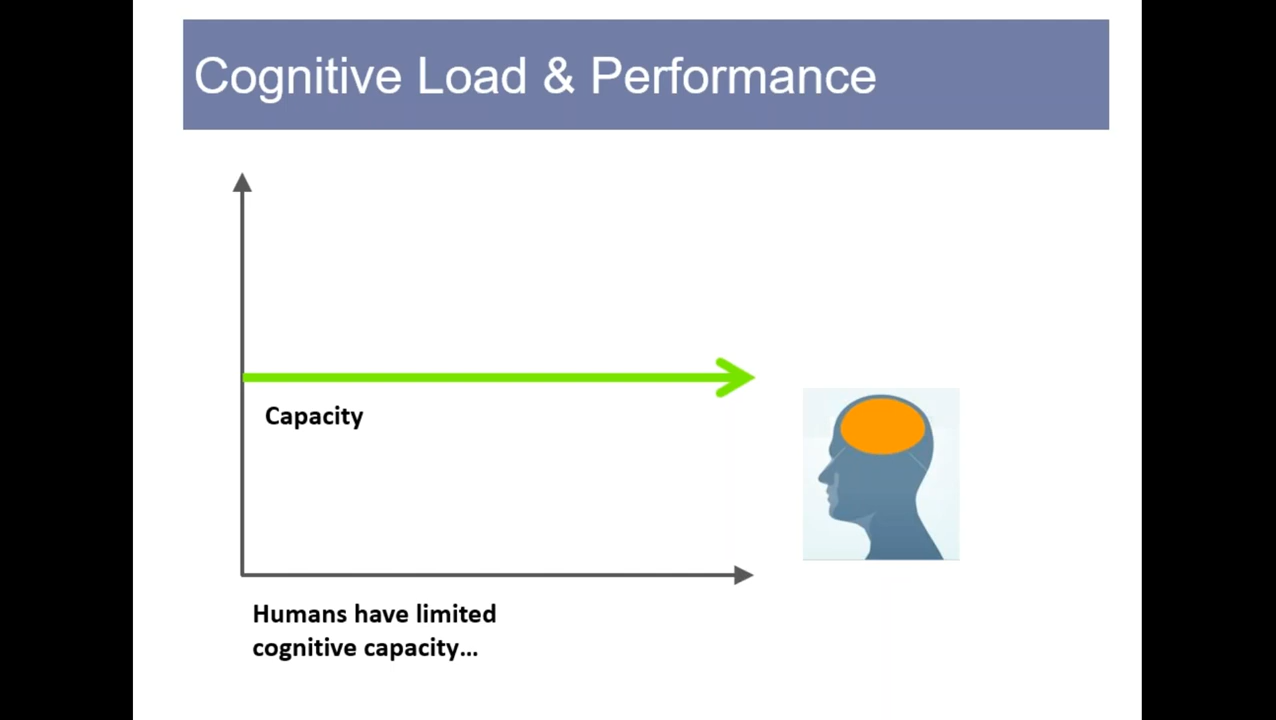 Cognitive Load & Performance
Capacity
Humans have limited
cognitive capacity...